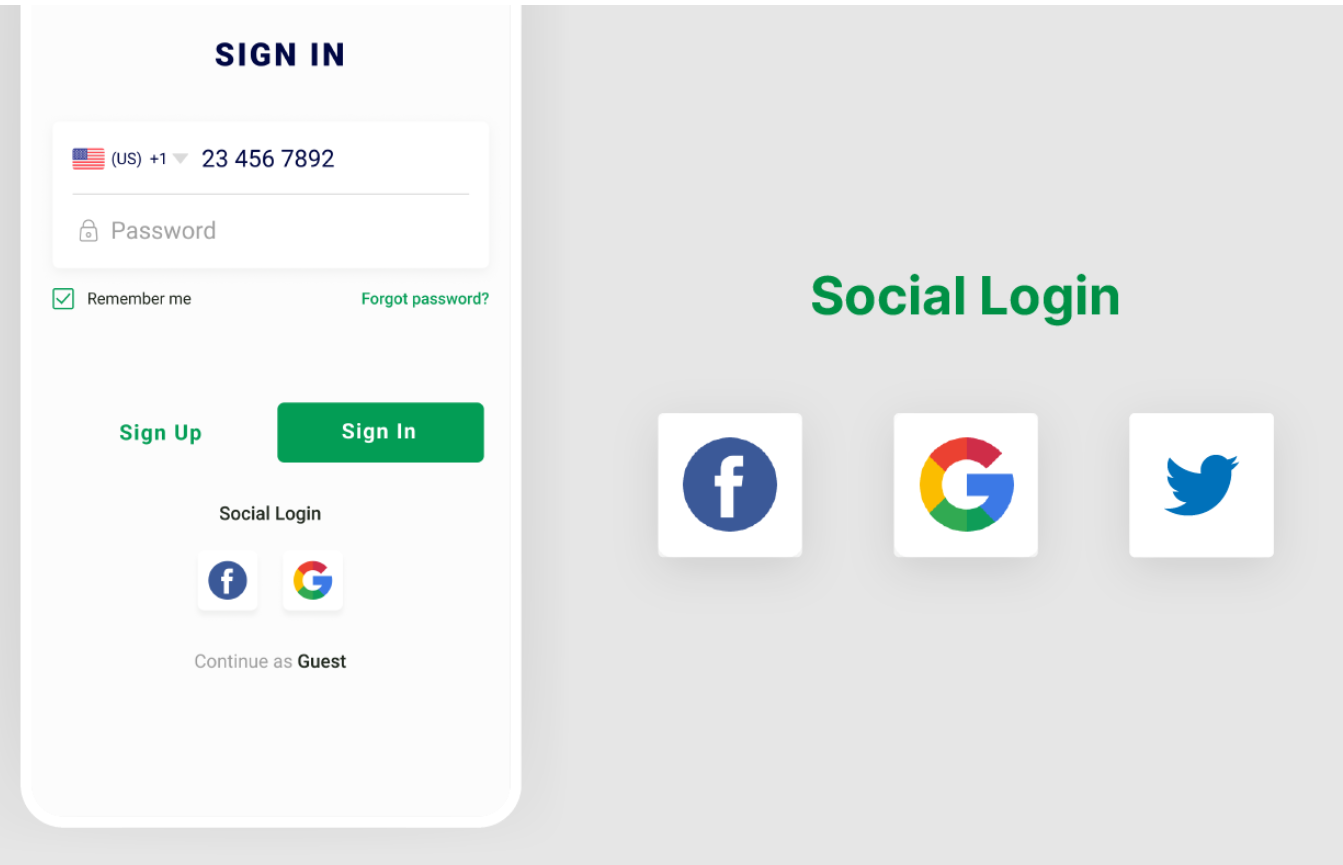 SIGN IN
(US) +1 23 456 7892
Password
Remember me
Forgot password?
Sign Up
Sign In
Social Login
Continue as Guest
Social Login